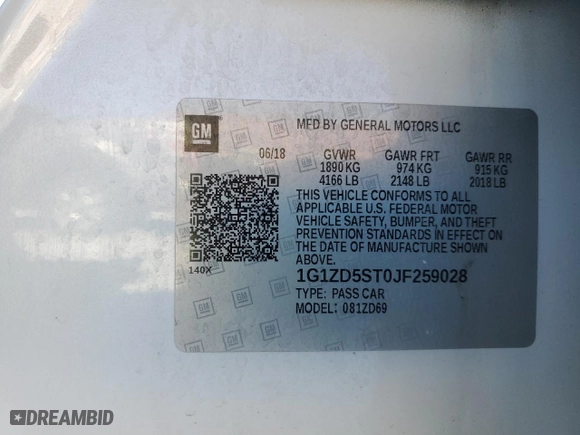 GM
MFD BY GENERAL MOTORS LLC
06/18 GVWR GAWR FRT GAWR RR
1890 KG 974 KG 915 KG
4166 LB 2148 LB 2018 LB
THIS VEHICLE CONFORMS TO ALL
APPLICABLE U.S. FEDERAL MOTOR
VEHICLE SAFETY, BUMPER, AND THEFT
PREVENTION STANDARDS IN EFFECT ON
THE DATE OF MANUFACTURE SHOWN
ABOVE.
140X
1G1ZD5ST0JF259028
TYPE: PASS CAR
MODEL: 081ZD69
DREAMBID